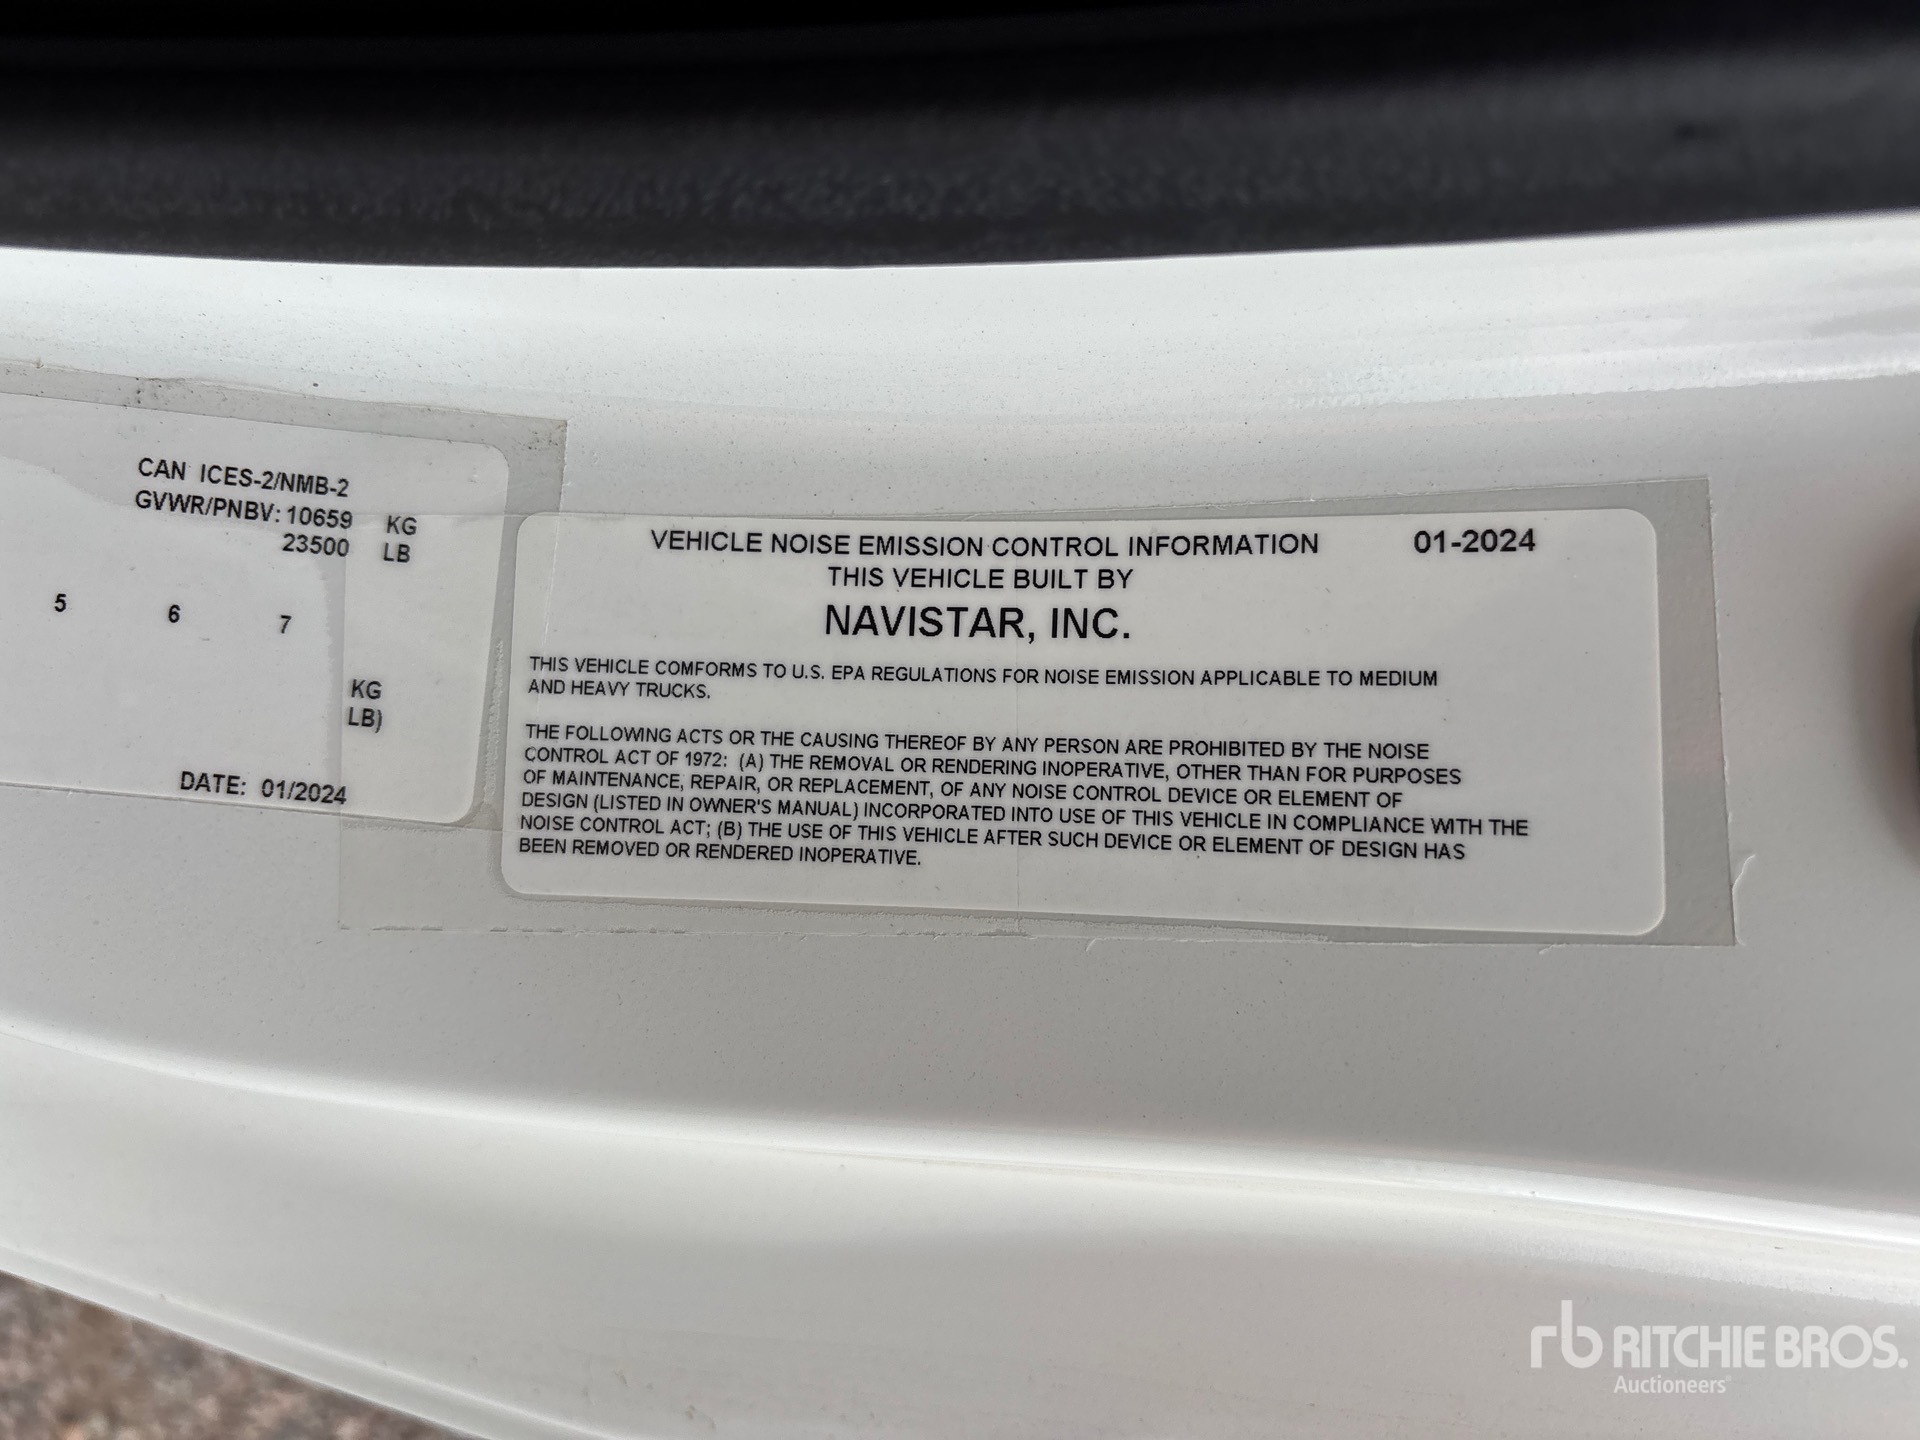 CAN ICES-2/NMB-2
GVWR/PNBV: 10659 KG
23500 LB
5 6 7
KG
LB)
DATE: 01/2024
VEHICLE NOISE EMISSION CONTROL INFORMATION 01-2024
THIS VEHICLE BUILT BY
NAVISTAR, INC.
THIS VEHICLE COMFORMS TO U.S. EPA REGULATIONS FOR NOISE EMISSION APPLICABLE TO MEDIUM
AND HEAVY TRUCKS.
THE FOLLOWING ACTS OR THE CAUSING THEREOF BY ANY PERSON ARE PROHIBITED BY THE NOISE
CONTROL ACT OF 1972: (A) THE REMOVAL OR RENDERING INOPERATIVE, OTHER THAN FOR PURPOSES
OF MAINTENANCE, REPAIR, OR REPLACEMENT, OF ANY NOISE CONTROL DEVICE OR ELEMENT OF
DESIGN (LISTED IN OWNER'S MANUAL) INCORPORATED INTO USE OF THIS VEHICLE IN COMPLIANCE WITH THE
NOISE CONTROL ACT; (B) THE USE OF THIS VEHICLE AFTER SUCH DEVICE OR ELEMENT OF DESIGN HAS
BEEN REMOVED OR RENDERED INOPERATIVE.
rb RITCHIE BROS.
Auctioneers